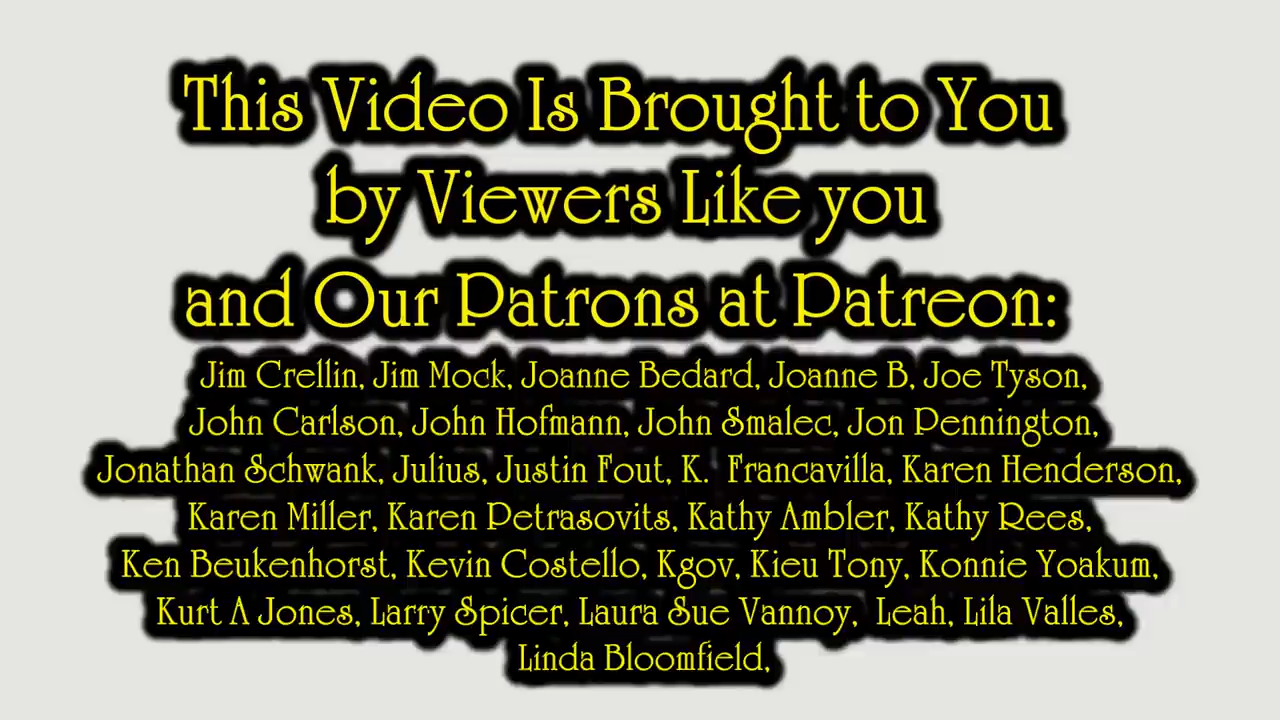 This Video Is Brought to You
by Viewers Like you
and Our Patrons at Patreon:
Jim Crellin, Jim Mock, Joanne Bedard, Joanne B, Joe Tyson,
John Carlson, John Hofmann, John Smalec, Jon Pennington,
Jonathan Schwank, Julius, Justin Fout, K.  Francavilla, Karen Henderson,
Karen Miller, Karen Petrasovits, Kathy Ambler, Kathy Rees,
Ken Beukenhorst, Kevin Costello, Kgov, Kieu Tony, Konnie Yoakum,
Kurt A Jones, Larry Spicer, Laura Sue Vannoy,  Leah, Lila Valles,
Linda Bloomfield,